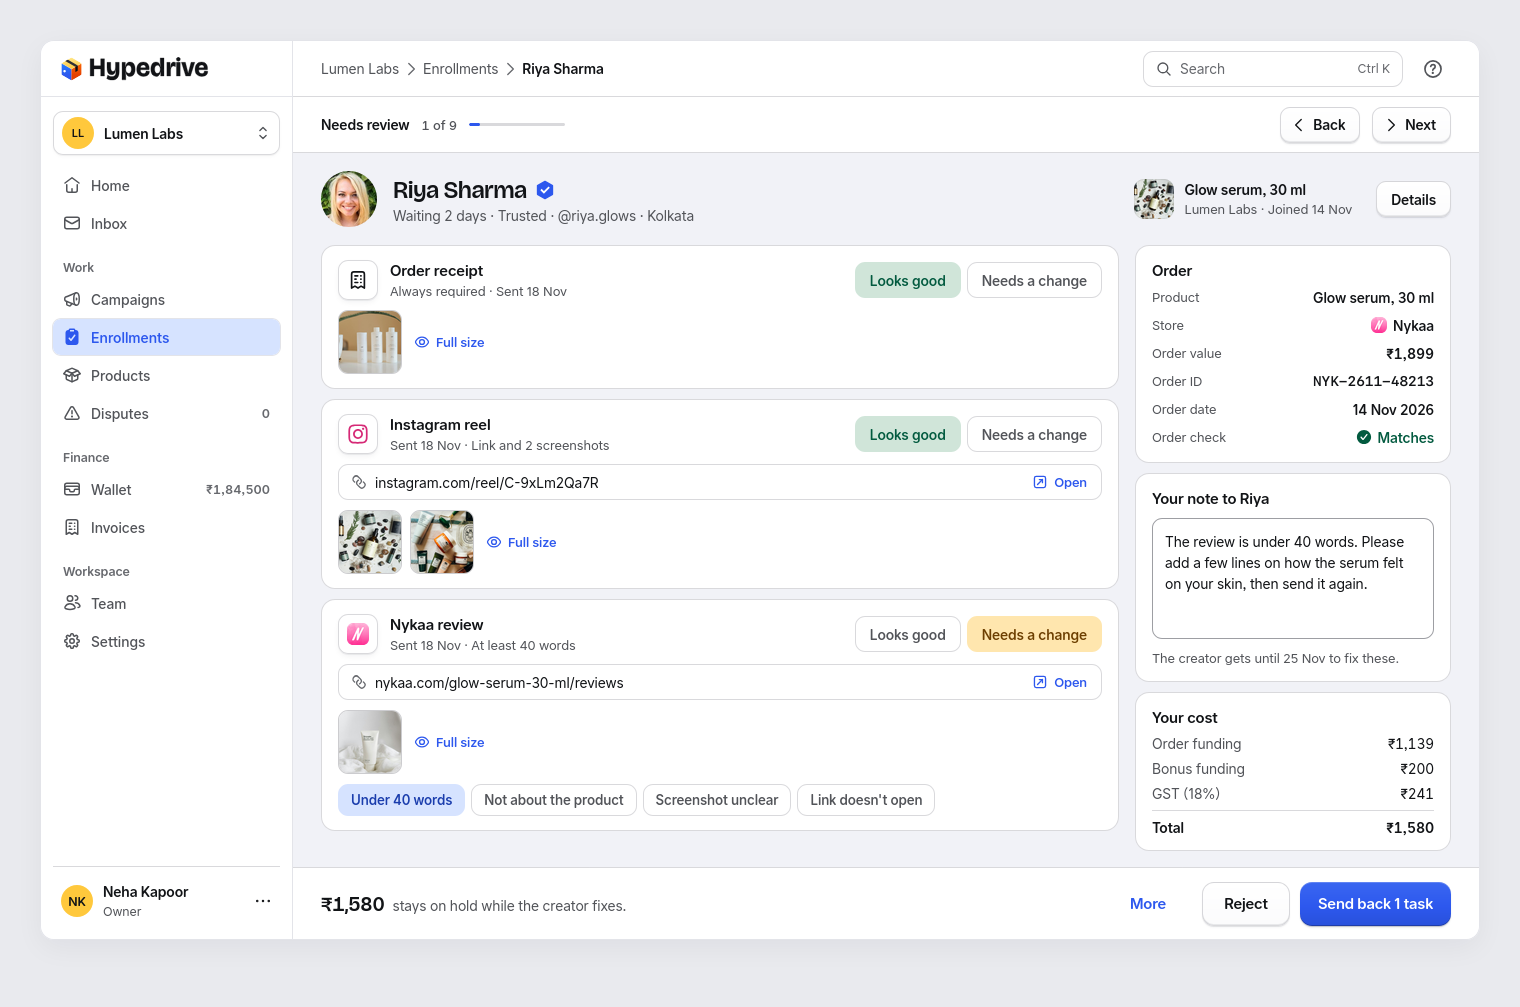 Hypedrive
Lumen Labs
Enrollments
Riya Sharma
Search
Ctrl K
LL
Lumen Labs
Needs review
1 of 9
Back
Next
Home
Inbox
Work
Campaigns
Enrollments
Products
Disputes
0
Finance
Wallet
₹1,84,500
Invoices
Workspace
Team
Settings
NK
Neha Kapoor
Owner
Riya Sharma
Waiting 2 days · Trusted · @riya.glows · Kolkata
Glow serum, 30 ml
Lumen Labs · Joined 14 Nov
Details
Order receipt
Always required · Sent 18 Nov
Looks good
Needs a change
Full size
Instagram reel
Sent 18 Nov · Link and 2 screenshots
Looks good
Needs a change
instagram.com/reel/C-9xLm2Qa7R
Open
Full size
Nykaa review
Sent 18 Nov · At least 40 words
Looks good
Needs a change
nykaa.com/glow-serum-30-ml/reviews
Open
Full size
Under 40 words
Not about the product
Screenshot unclear
Link doesn't open
Order
Product
Glow serum, 30 ml
Store
Nykaa
Order value
₹1,899
Order ID
NYK–2611–48213
Order date
14 Nov 2026
Order check
Matches
Your note to Riya
The review is under 40 words. Please
add a few lines on how the serum felt
on your skin, then send it again.
The creator gets until 25 Nov to fix these.
Your cost
Order funding
₹1,139
Bonus funding
₹200
GST (18%)
₹241
Total
₹1,580
₹1,580 stays on hold while the creator fixes.
More
Reject
Send back 1 task